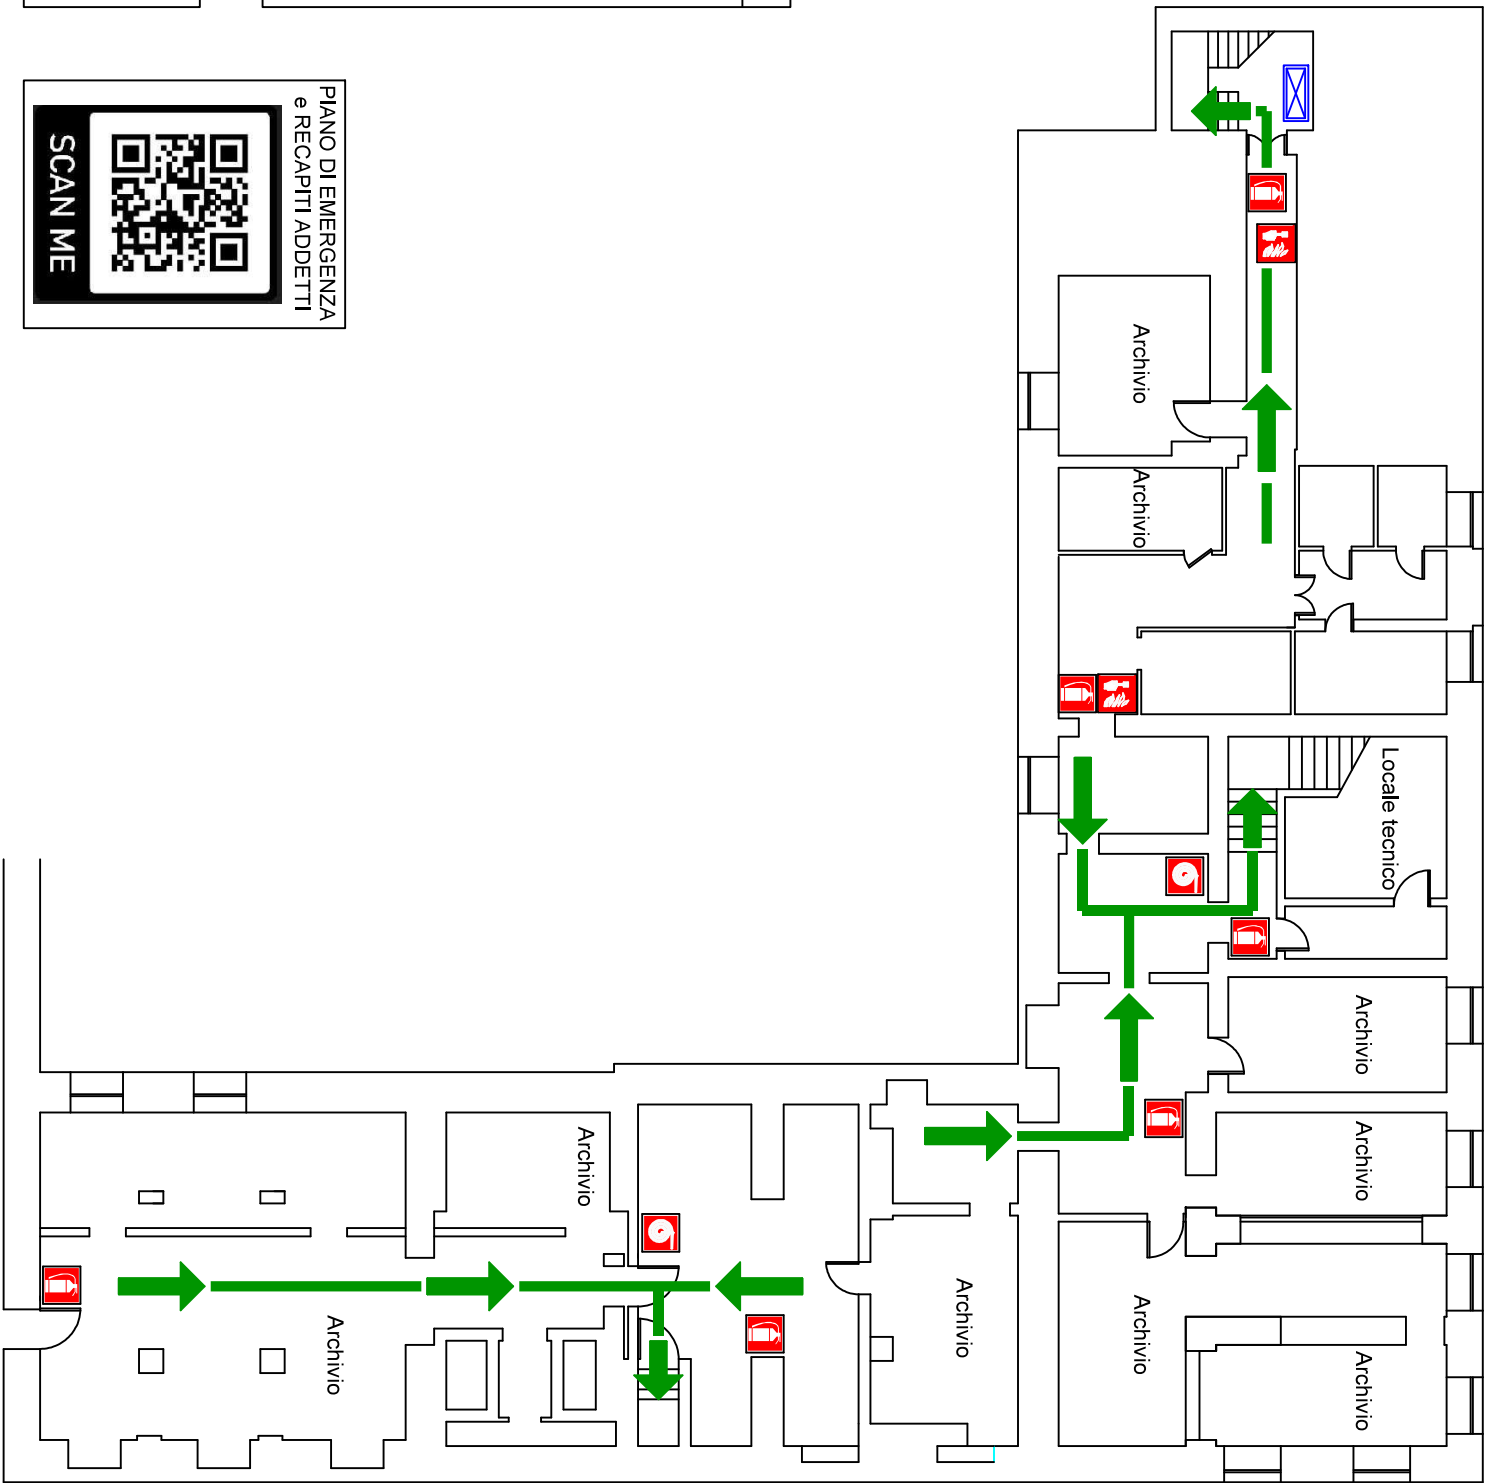 PIANO DI EMERGENZA
e RECAPITI ADDETTI
SCAN ME
Archivio
Archivio
Locale tecnico
Archivio
Archivio
Archivio
Archivio
Archivio
Archivio
Archivio